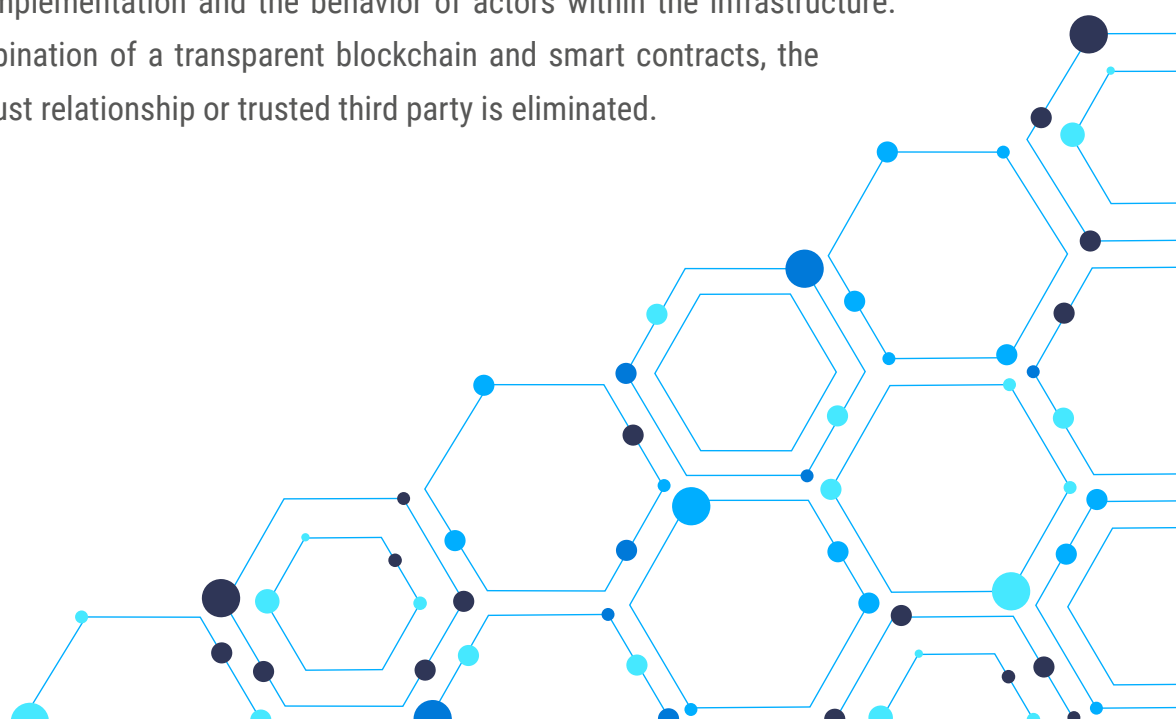 nplementation and the behavior of actors within the infrastructure.
bination of a transparent blockchain and smart contracts, the
ust relationship or trusted third party is eliminated.